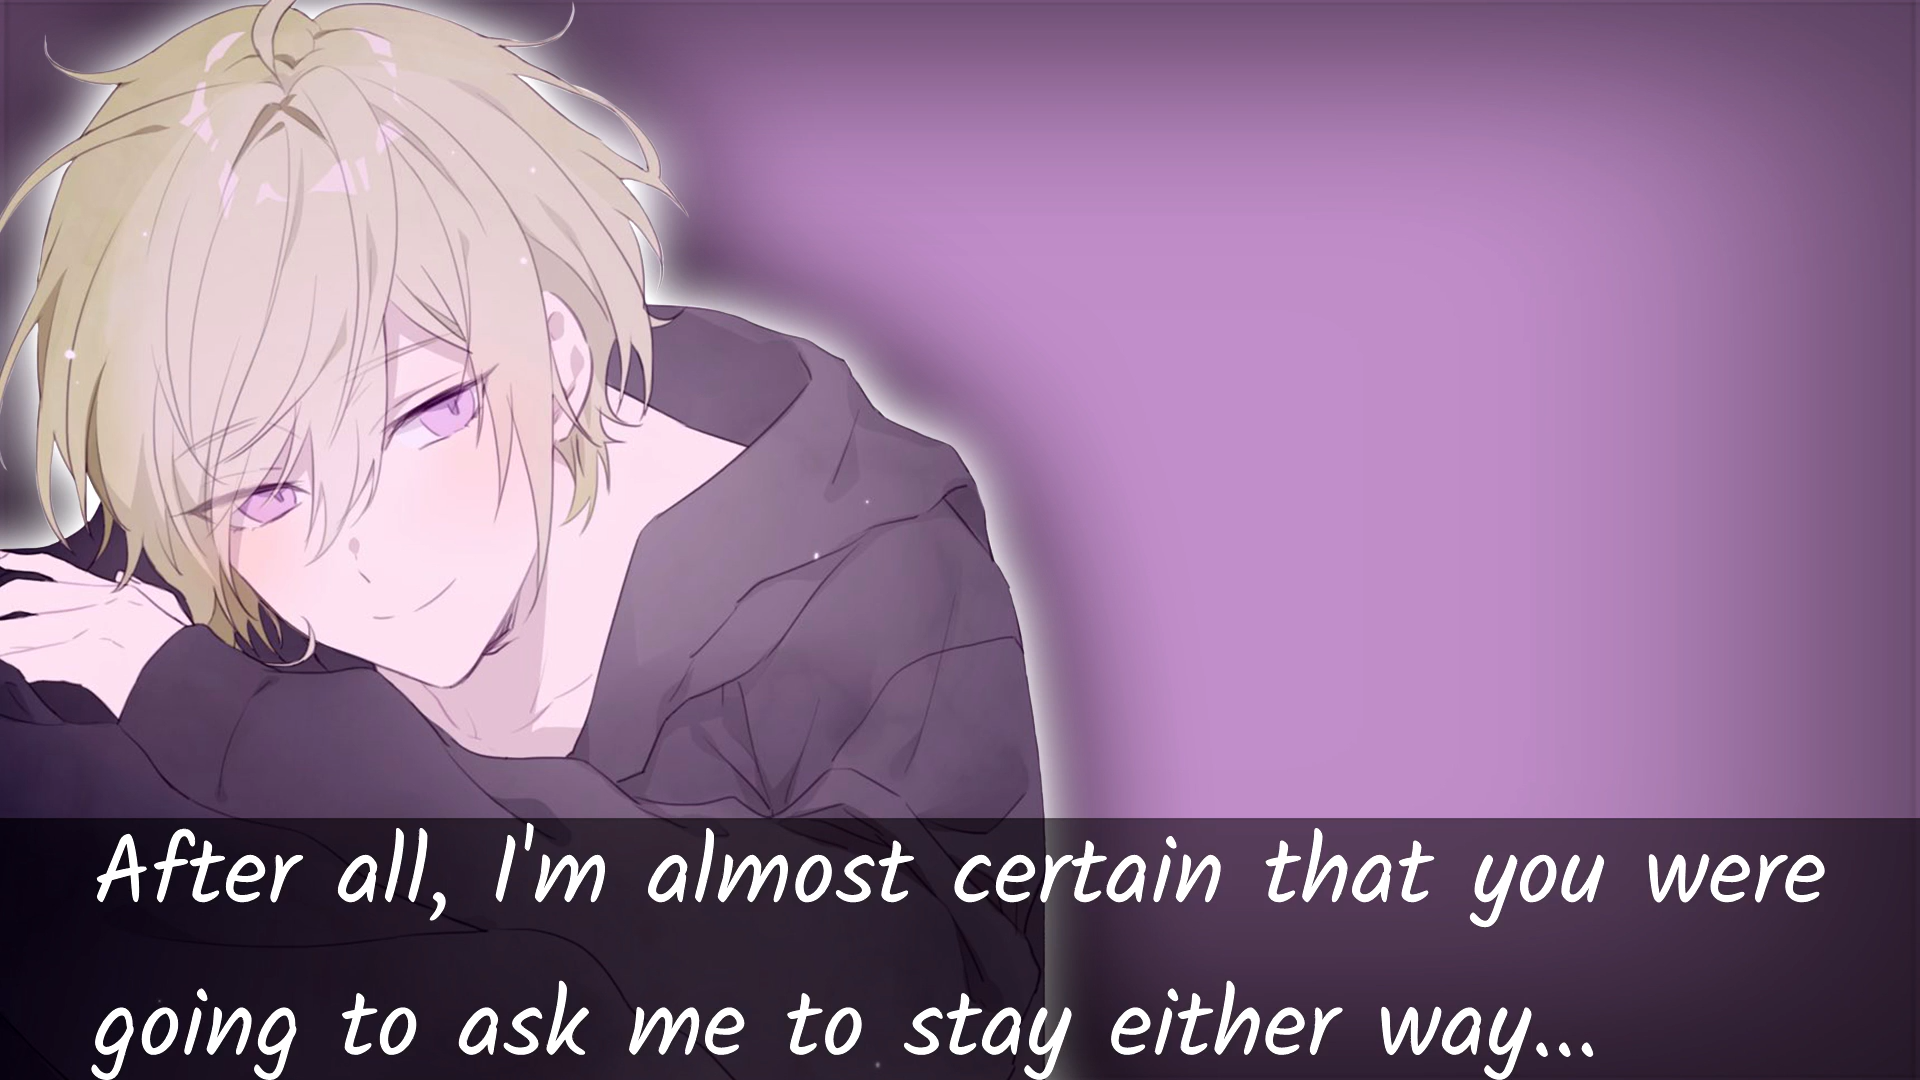 After all, I'm almost certain that you were
going to ask me to stay either way...